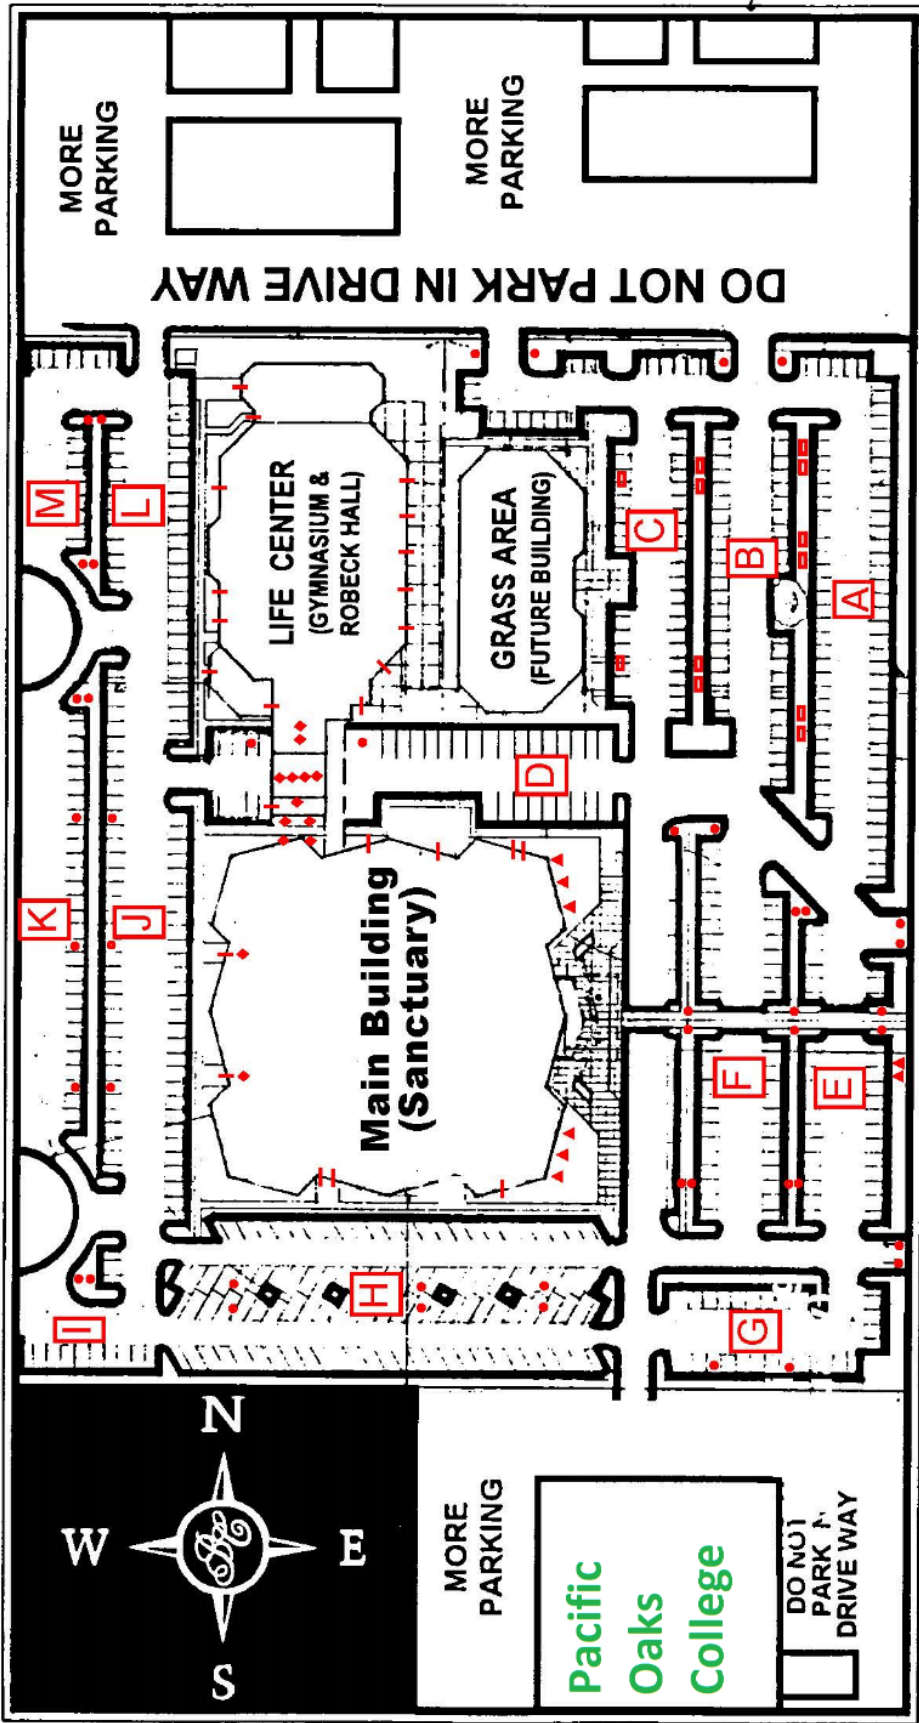 MORE
PARKING
MORE
PARKING
DO NOT PARK IN DRIVE WAY
M
L
LIFE CENTER
(GYMNASIUM &
ROBECK HALL)
GRASS AREA
(FUTURE BUILDING)
C
B
A
D
K
J
Main Building
(Sanctuary)
F
E
I
H
G
N
W
E
S
MORE
PARKING
Pacific
Oaks
College
DO NOT
PARK
DRIVE WAY